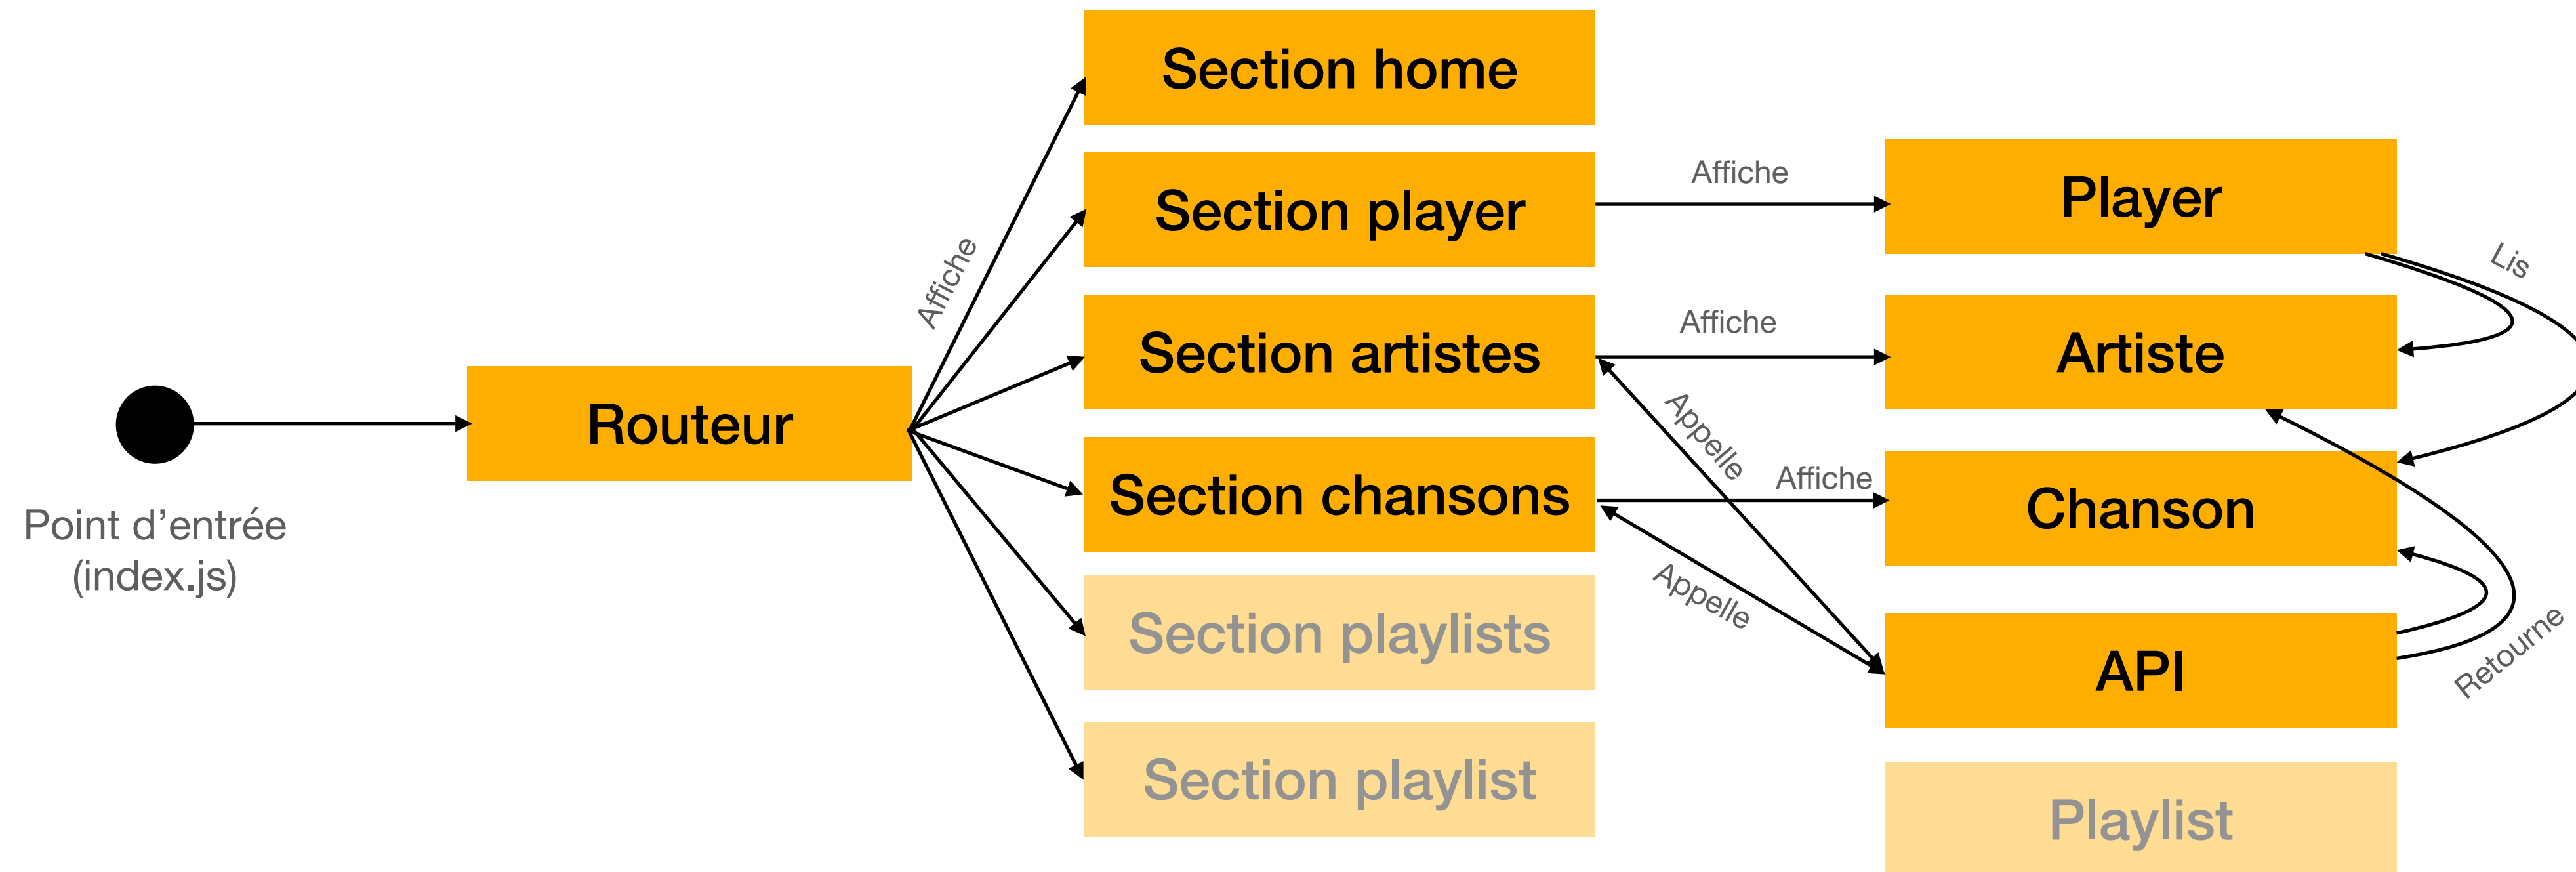 Section home
Affiche
Player
Section player
Lis
Affiche
Affiche
Section artistes
Artiste
Routeur
Appelle
Affiche
Section chansons
Chanson
Point d’entrée
(index.js)
Appelle
Section playlists
API
Retourne
Section playlist
Playlist